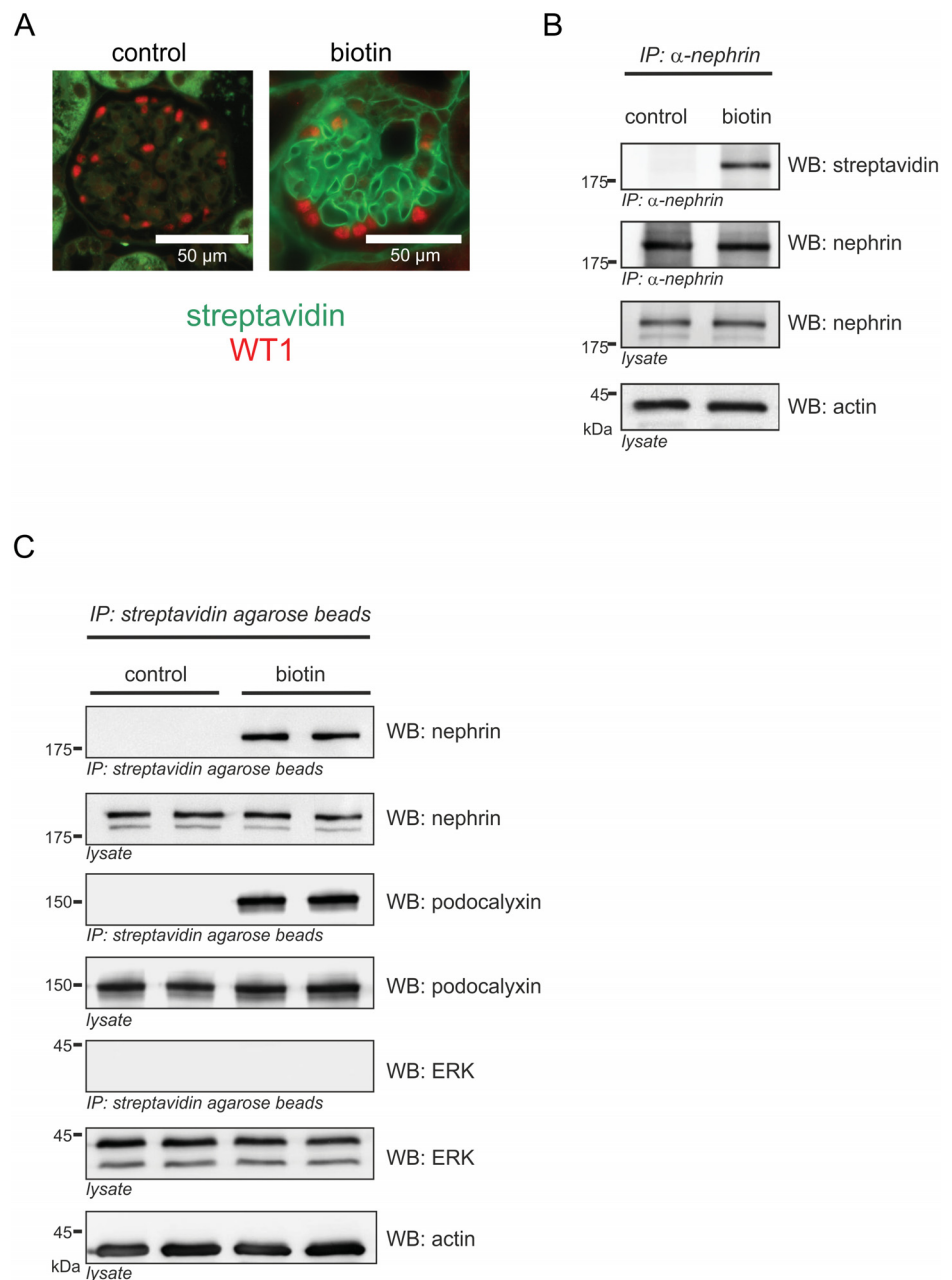 A
control
biotin
50 µm
50 µm
streptavidin
WT1
B
IP: α-nephrin
control
biotin
WB: streptavidin
175
IP: α-nephrin
WB: nephrin
175
IP: α-nephrin
WB: nephrin
175
lysate
45
WB: actin
kDa
lysate
C
IP: streptavidin agarose beads
control
biotin
WB: nephrin
175
IP: streptavidin agarose beads
WB: nephrin
175
lysate
150
WB: podocalyxin
IP: streptavidin agarose beads
150
WB: podocalyxin
lysate
45
WB: ERK
IP: streptavidin agarose beads
45
WB: ERK
lysate
45
WB: actin
kDa
lysate